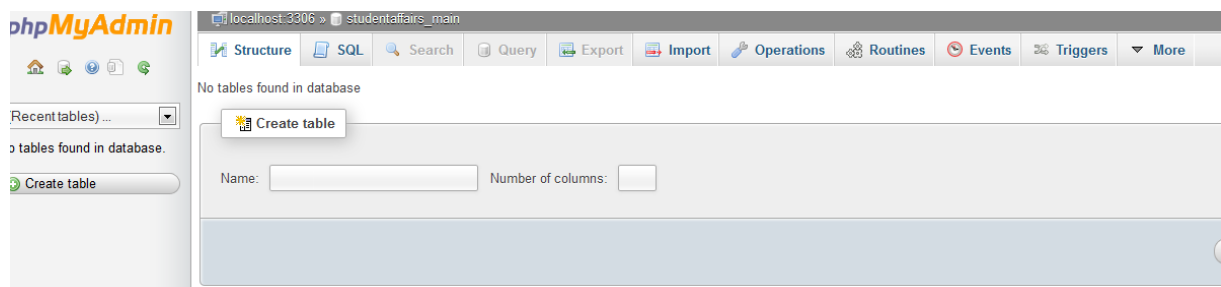 phpMyAdmin
localhost:3306 » studentaffairs_main
Structure SQL Search Query Export Import Operations Routines Events Triggers More
No tables found in database
(Recent tables) ...
o tables found in database.
Create table
Create table
Name: Number of columns: